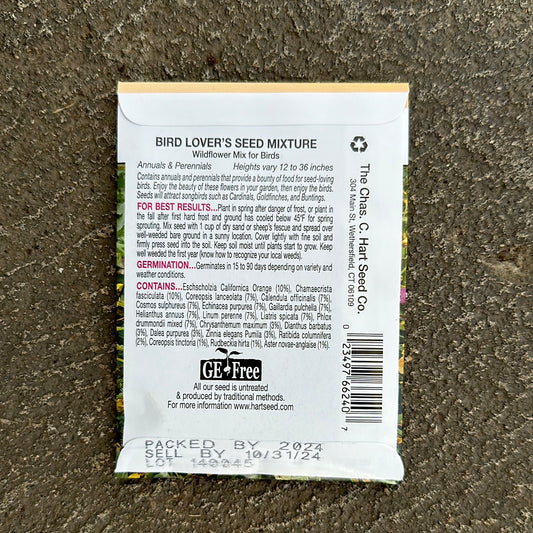 BIRD LOVER'S SEED MIXTURE
Wildflower Mix for Birds
Annuals & Perennials Heights vary 12 to 36 inches
Contains annuals and perennials that provide a bounty of food for seed-loving
birds. Enjoy the beauty of these flowers in your garden, then enjoy the birds.
Seeds will attract songbirds such as Cardinals, Goldfinches, and Buntings.
FOR BEST RESULTS...Plant in spring after danger of frost, or plant in
the fall after first hard frost and ground has cooled below 45°F for spring
sprouting. Mix seed with 1 cup of dry sand or sheep's fescue and spread over
well-weeded bare ground in a sunny location. Cover lightly with fine soil and
firmly press seed into the soil. Keep soil moist until plants start to grow. Keep
well weeded the first year (know how to recognize your local weeds).
GERMINATION...Germinates in 15 to 90 days depending on variety and
weather conditions.
CONTAINS...Eschscholzia Californica Orange (10%), Chamaecrista
fasciculata (10%), Coreopsis lanceolata (7%), Calendula officinalis (7%),
Cosmos sulphureus (7%), Echinacea purpurea (7%), Gaillardia pulchella (7%),
Helianthus annuus (7%), Linum perenne (7%), Liatris spicata (7%), Phlox
drummondii mixed (7%), Chrysanthemum maximum (3%), Dianthus barbatus
(3%), Dalea purpurea (3%), Zinnia elegans Pumila (3%), Ratibida columnifera
(2%), Coreopsis tinctoria (1%), Rudbeckia hirta (1%), Aster novae-angliae (1%).
GE Free
All our seed is untreated
& produced by traditional methods.
For more information www.hartseed.com
PACKED BY 2024
SELL BY 10/31/24
LOT 140045
The Chas. C. Hart Seed Co.
304 Main St, Wethersfield, CT 06109
0 23497 66240 7